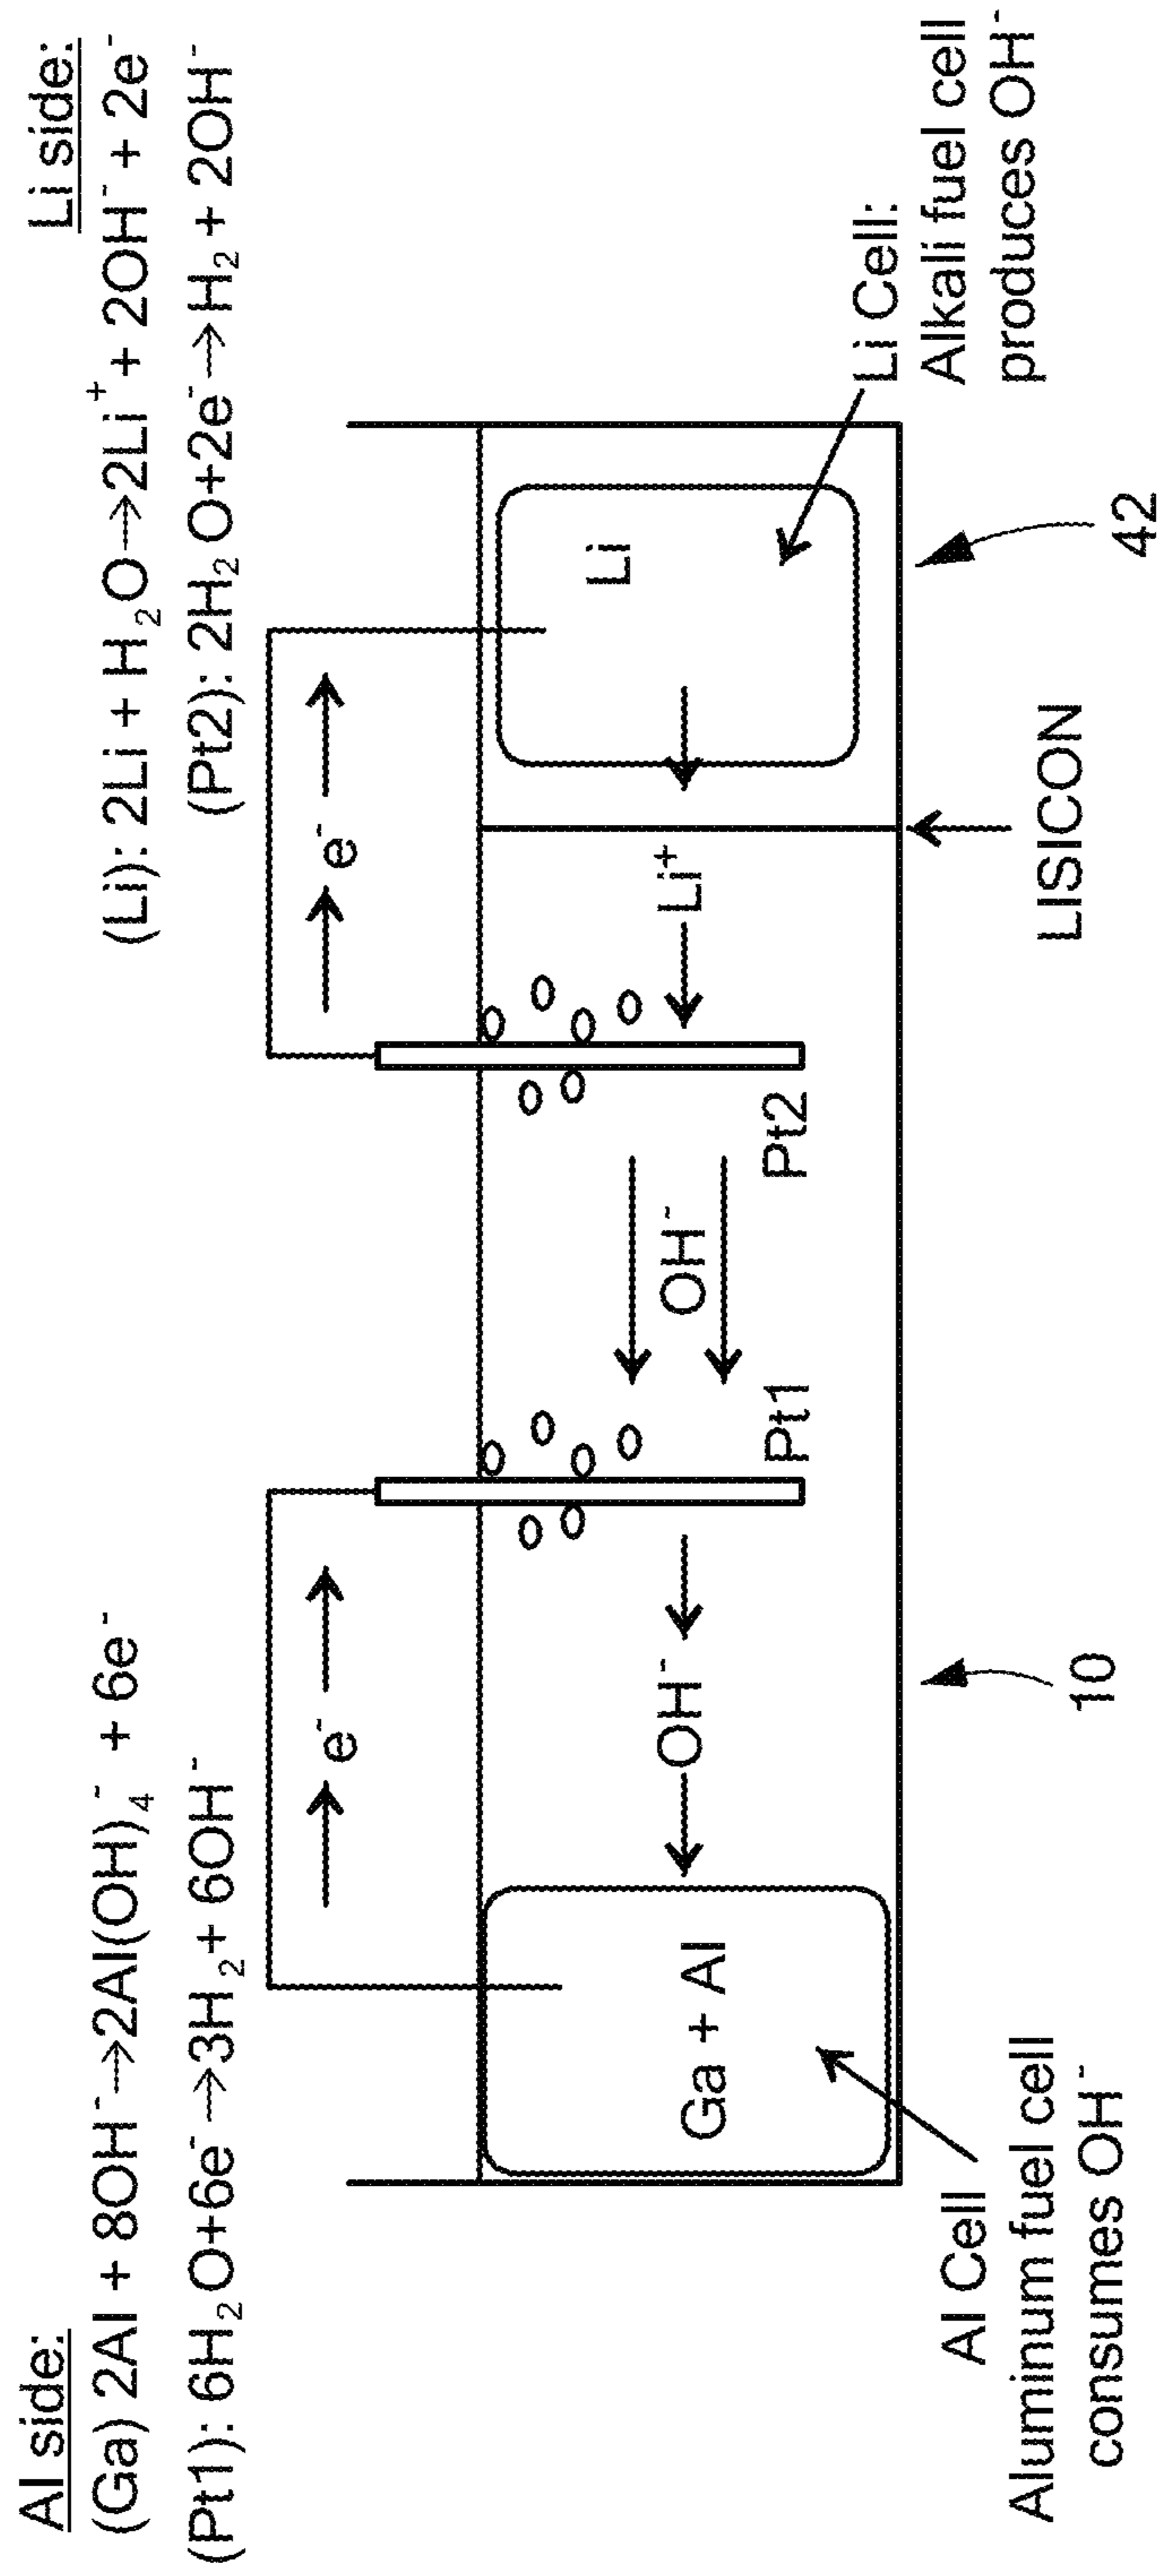 Al side:
(Ga) 2Al + 8OH⁻→2Al(OH)₄⁻ + 6e⁻
(Pt1): 6H₂O+6e⁻→3H₂+ 6OH⁻
Li side:
(Li): 2Li + H₂O→2Li⁺ + 2OH⁻ + 2e⁻
(Pt2): 2H₂O+2e⁻→H₂ + 2OH⁻
e⁻
e⁻
Ga + Al
OH⁻
Pt1
OH⁻
Pt2
Li⁺
Li
Al Cell
Aluminum fuel cell
consumes OH⁻
10
LISICON
42
Li Cell:
Alkali fuel cell
produces OH⁻